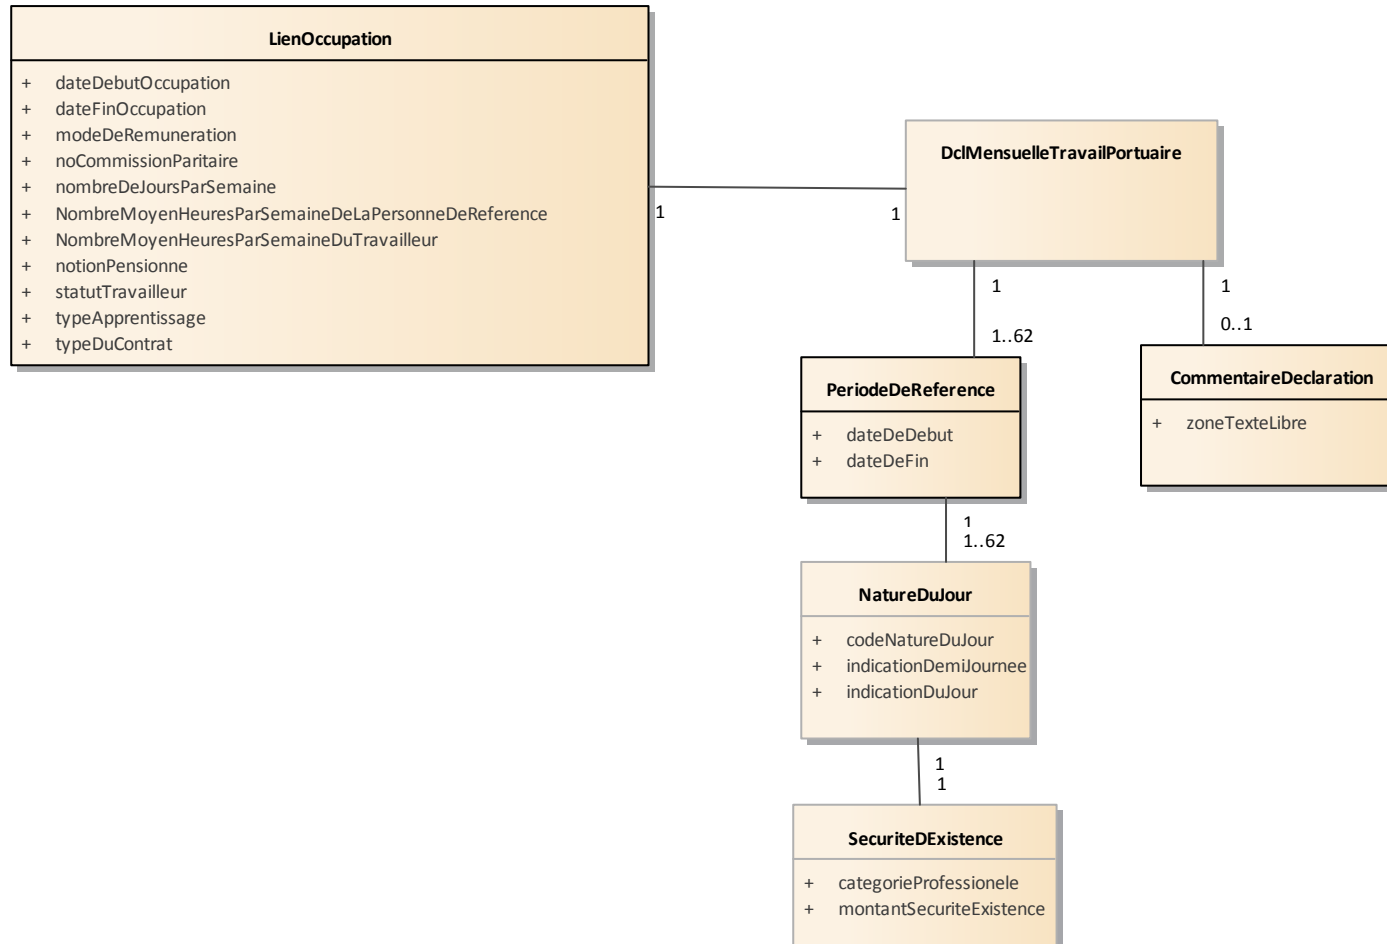 LienOccupation
+ dateDebutOccupation
+ dateFinOccupation
+ modeDeRemuneration
+ noCommissionParitaire
+ nombreDeJoursParSemaine
+ NombreMoyenHeuresParSemaineDeLaPersonneDeReference
+ NombreMoyenHeuresParSemaineDuTravailleur
+ notionPensionne
+ statutTravailleur
+ typeApprentissage
+ typeDuContrat
1
1
DclMensuelleTravailPortuaire
1
1..62
1
0..1
PeriodeDeReference
+ dateDeDebut
+ dateDeFin
CommentaireDeclaration
+ zoneTexteLibre
1
1..62
NatureDuJour
+ codeNatureDuJour
+ indicationDemiJournee
+ indicationDuJour
1
1
SecuriteDExistence
+ categorieProfessionele
+ montantSecuriteExistence